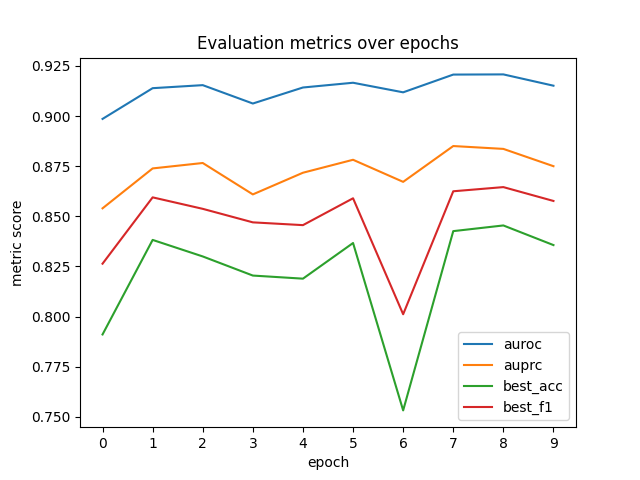 Evaluation metrics over epochs
metric score
0.925
0.900
0.875
0.850
0.825
0.800
0.775
0.750
auroc
auprc
best_acc
best_f1
0 1 2 3 4 5 6 7 8 9
epoch